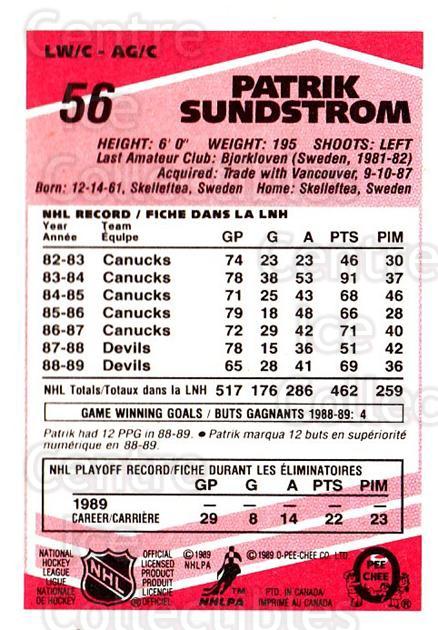 LW/C - AG/C
56 PATRIK
SUNDSTROM
HEIGHT: 6' 0" WEIGHT: 195 SHOOTS: LEFT
Last Amateur Club: Bjorkloven (Sweden, 1981-82)
Acquired: Trade with Vancouver, 9-10-87
Born: 12-14-61, Skelleftea, Sweden Home: Skelleftea, Sweden
NHL RECORD / FICHE DANS LA LNH
Year Team
Année Équipe GP G A PTS PIM
82-83 Canucks 74 23 23 46 30
83-84 Canucks 78 38 53 91 37
84-85 Canucks 71 25 43 68 46
85-86 Canucks 79 18 48 66 28
86-87 Canucks 72 29 42 71 40
87-88 Devils 78 15 36 51 42
88-89 Devils 65 28 41 69 36
NHL Totals/Totaux dans la LNH 517 176 286 462 259
GAME WINNING GOALS / BUTS GAGNANTS 1988-89: 4
Patrik had 12 PPG in 88-89. ● Patrik marqua 12 buts en supériorité
numérique en 88-89.
NHL PLAYOFF RECORD/FICHE DURANT LES ÉLIMINATOIRES
GP G A PTS PIM
1989 — — — — —
CAREER/CARRIÈRE 29 8 14 22 23
NATIONAL
HOCKEY
LEAGUE
LIGUE
NATIONALE
DE HOCKEY
NHL
®
OFFICIAL
LICENSED
PRODUCT
PRODUIT
LICENCIE
OFFICIEL
© 1989
NHLPA
TM
NHLPA
© 1989 O-PEE-CHEE CO. LTD.
PTD. IN CANADA
IMPRIME AU CANADA
O
PEE
CHEE
®